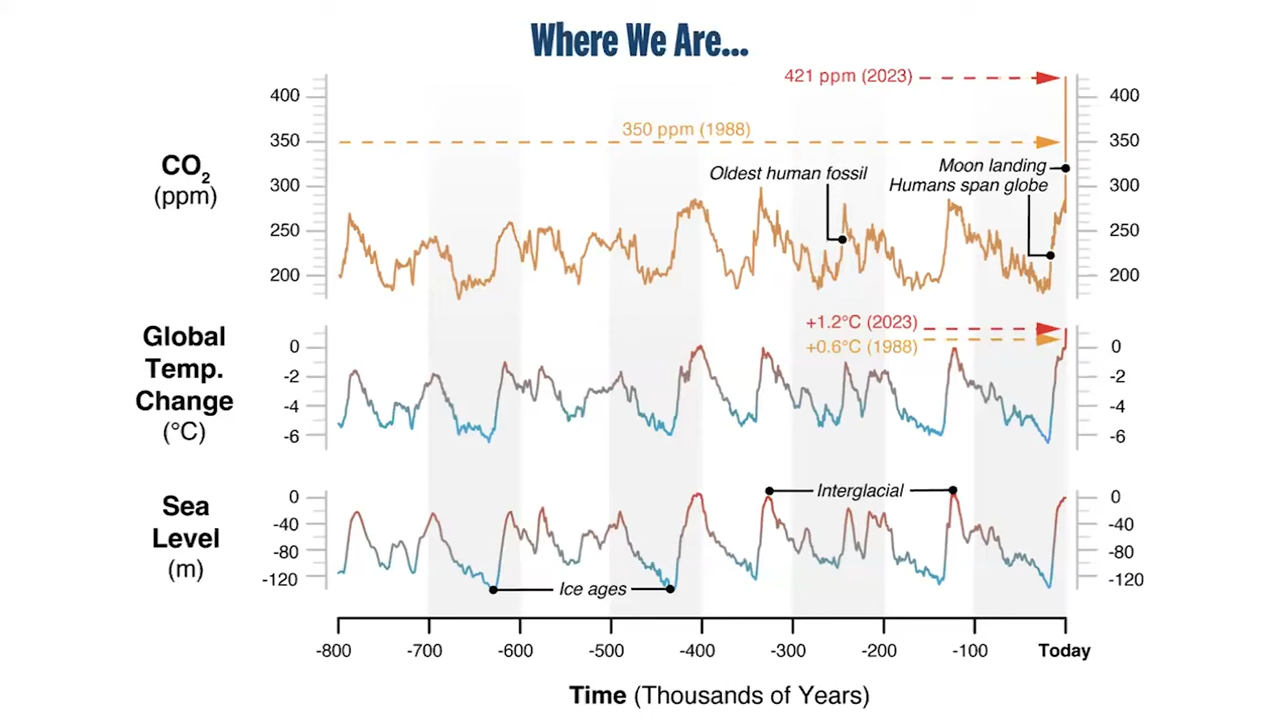 Where We Are...
421 ppm (2023)
400
400
350 ppm (1988)
350
350
CO₂
(ppm)
Oldest human fossil
Moon landing
Humans span globe
300
300
250
250
200
200
Global
Temp.
Change
(°C)
+1.2°C (2023)
+0.6°C (1988)
0
0
-2
-2
-4
-4
-6
-6
Sea
Level
(m)
Interglacial
0
0
-40
-40
-80
-80
-120
-120
Ice ages
-800
-700
-600
-500
-400
-300
-200
-100
Today
Time (Thousands of Years)